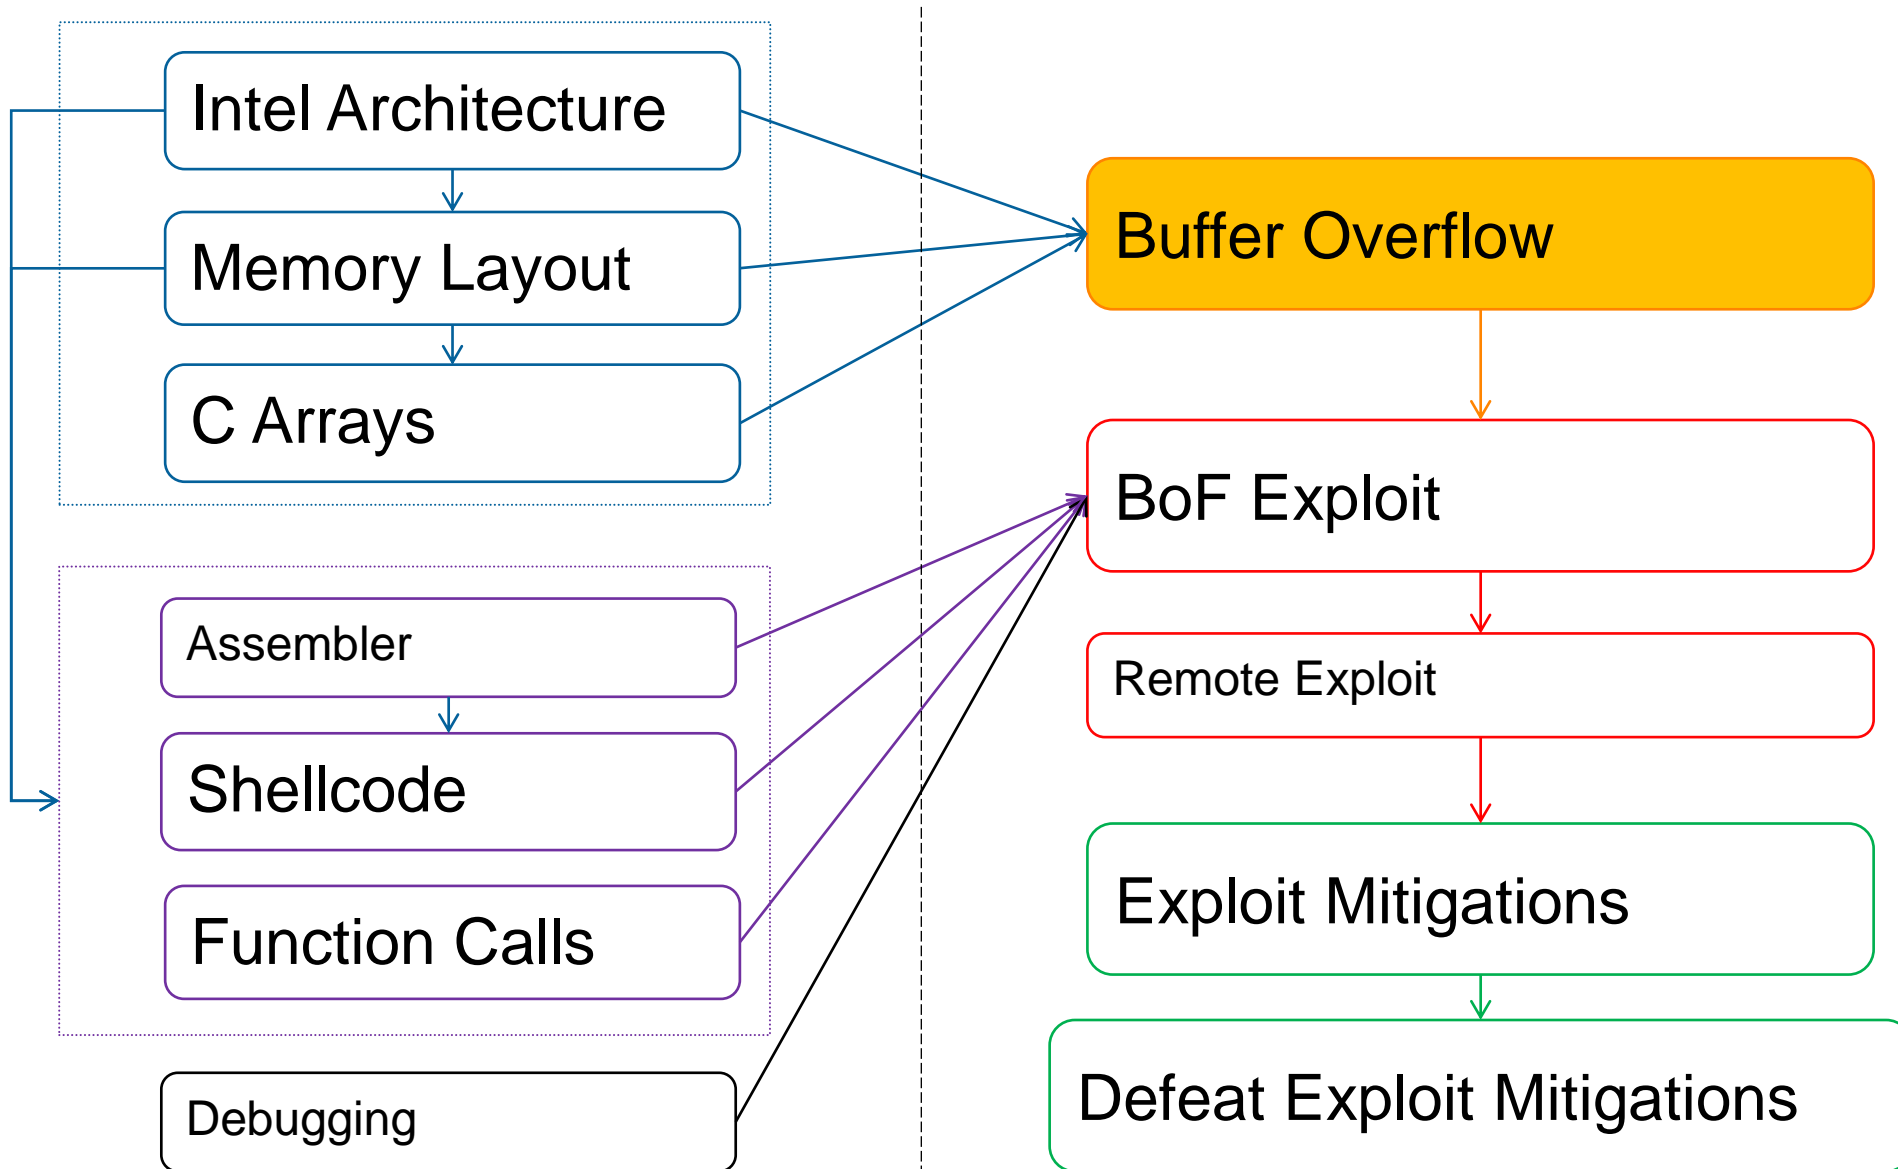 Intel Architecture
Memory Layout
C Arrays
Assembler
Shellcode
Function Calls
Debugging
Buffer Overflow
BoF Exploit
Remote Exploit
Exploit Mitigations
Defeat Exploit Mitigations